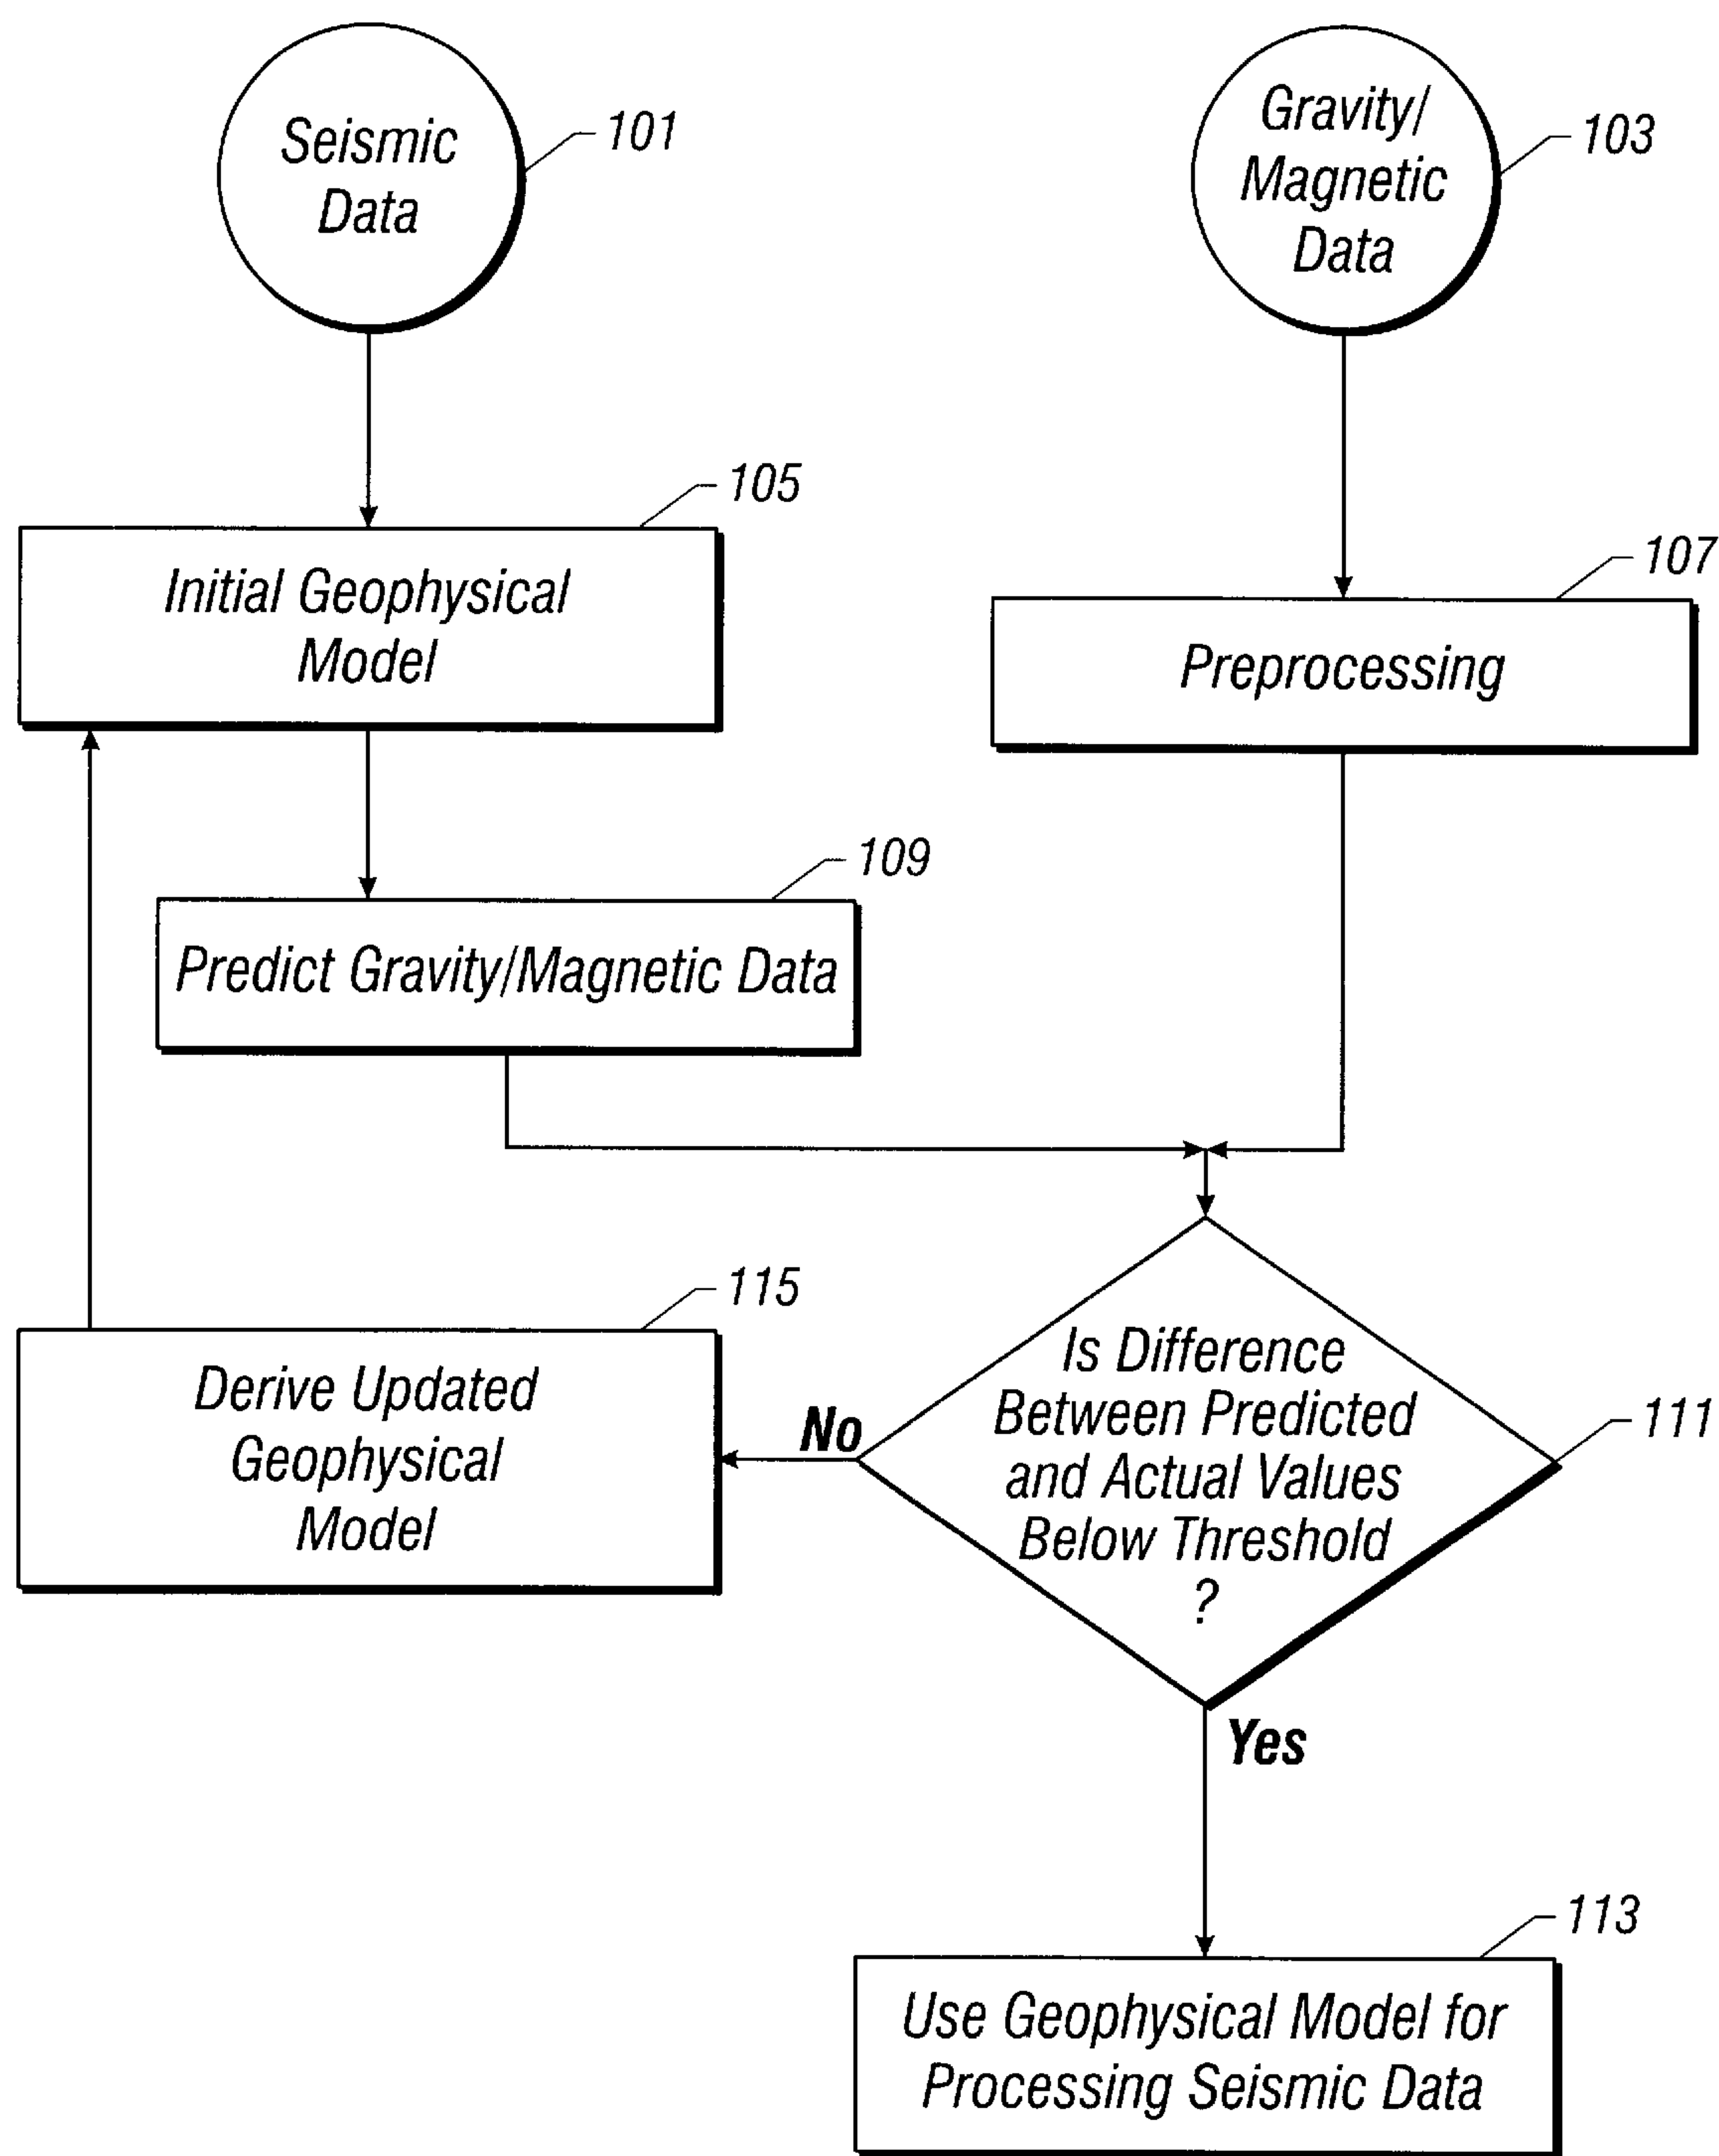 Seismic
Data
101
Gravity/
Magnetic
Data
103
105
Initial Geophysical
Model
107
Preprocessing
109
Predict Gravity/Magnetic Data
115
Derive Updated
Geophysical
Model
No
Is Difference
Between Predicted
and Actual Values
Below Threshold
?
111
Yes
113
Use Geophysical Model for
Processing Seismic Data